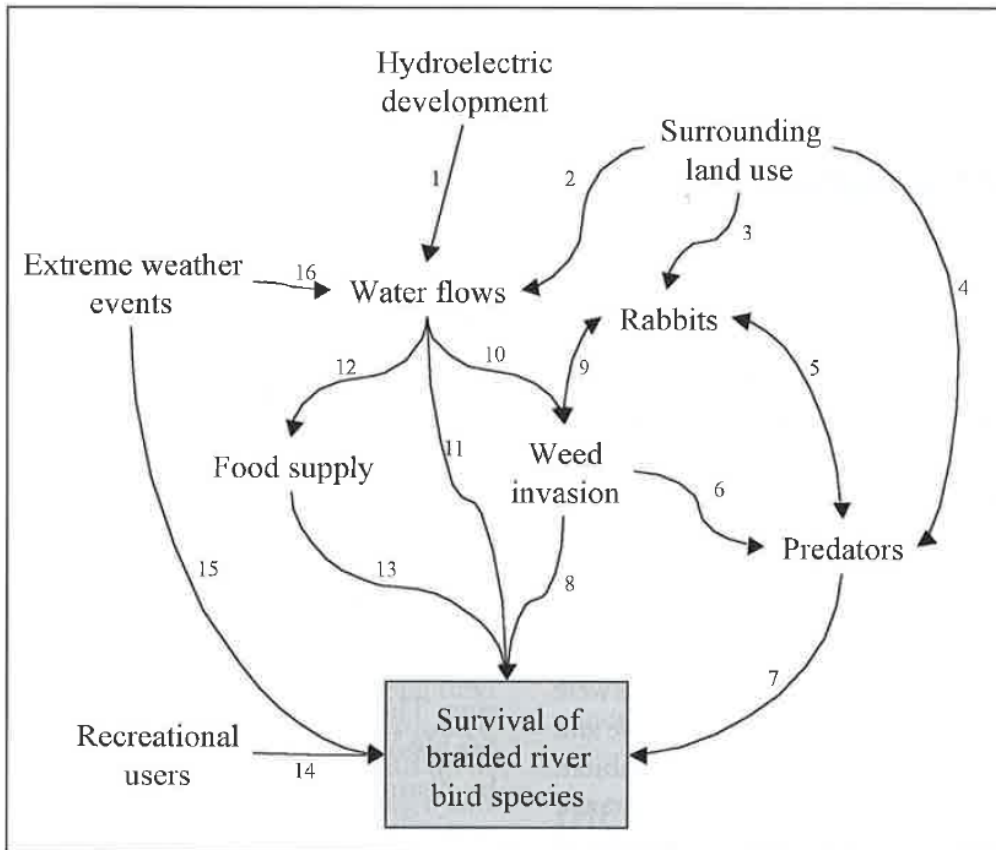 Hydroelectric
development
Surrounding
land use
1
2
3
4
Extreme weather
events
16
Water flows
Rabbits
12
10
9
5
11
Food supply
Weed
invasion
6
Predators
15
13
8
7
Survival of
braided river
bird species
Recreational
users
14